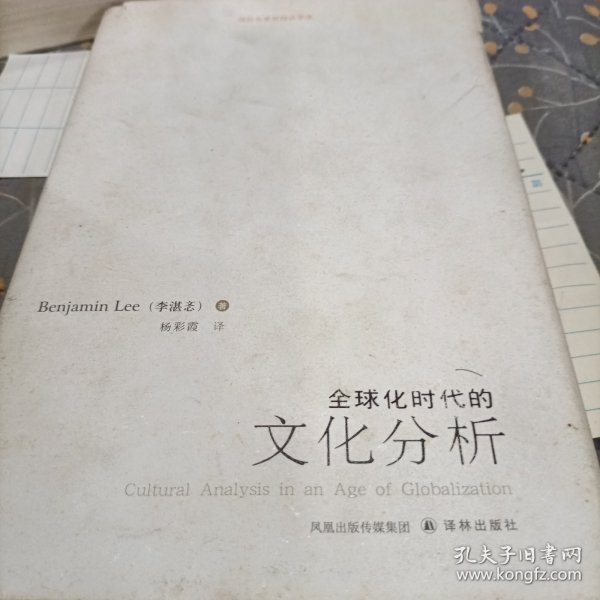 Benjamin Lee (李湛忞) 著
杨彩霞 译
全球化时代的
文化分析
Cultural Analysis in an Age of Globalization
凤凰出版传媒集团 译林出版社
孔夫子旧书网
www.kongfz.com